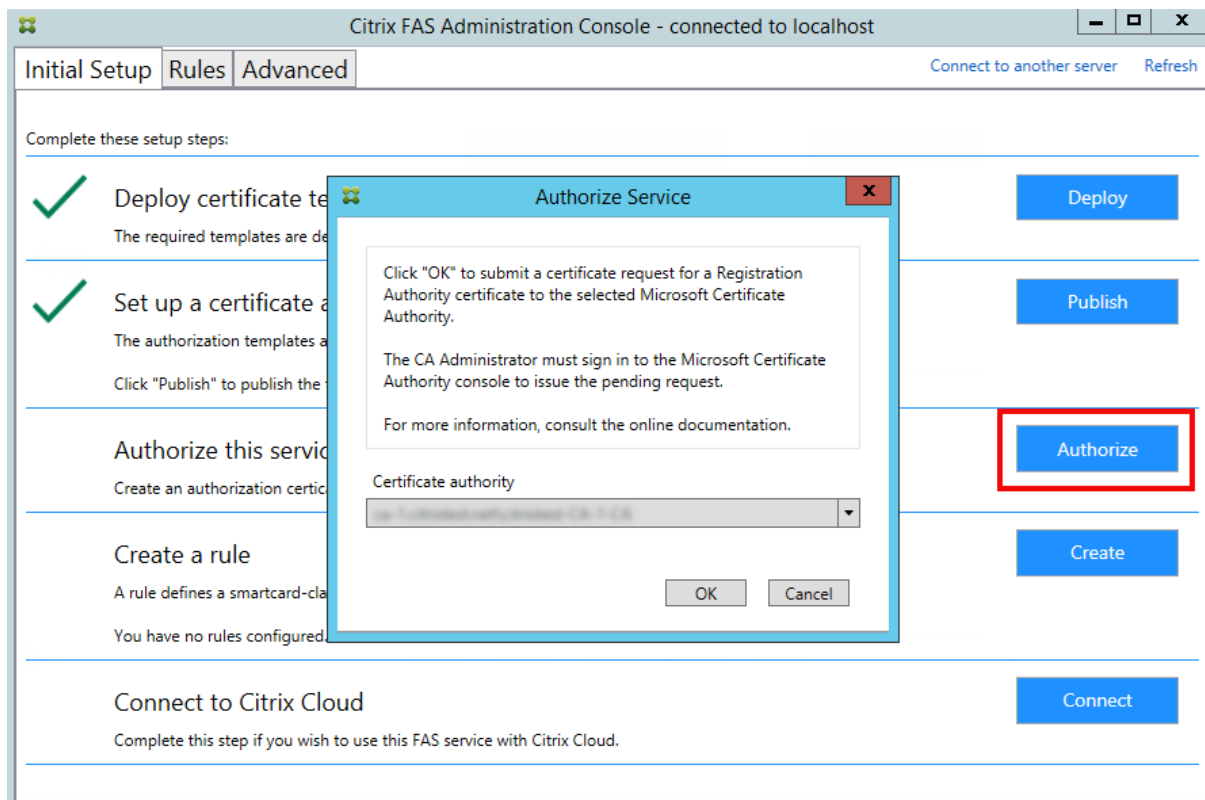 Citrix FAS Administration Console - connected to localhost
Initial Setup Rules Advanced Connect to another server Refresh
Complete these setup steps:
Deploy certificate te
Deploy
The required templates are de
Set up a certificate a
Publish
The authorization templates a
Click "Publish" to publish the
Authorize this servic
Authorize
Create an authorization certic
Create a rule
Create
A rule defines a smartcard-cla
You have no rules configured.
Connect to Citrix Cloud
Connect
Complete this step if you wish to use this FAS service with Citrix Cloud.
Authorize Service
Click "OK" to submit a certificate request for a Registration
Authority certificate to the selected Microsoft Certificate
Authority.
The CA Administrator must sign in to the Microsoft Certificate
Authority console to issue the pending request.
For more information, consult the online documentation.
Certificate authority
OK Cancel